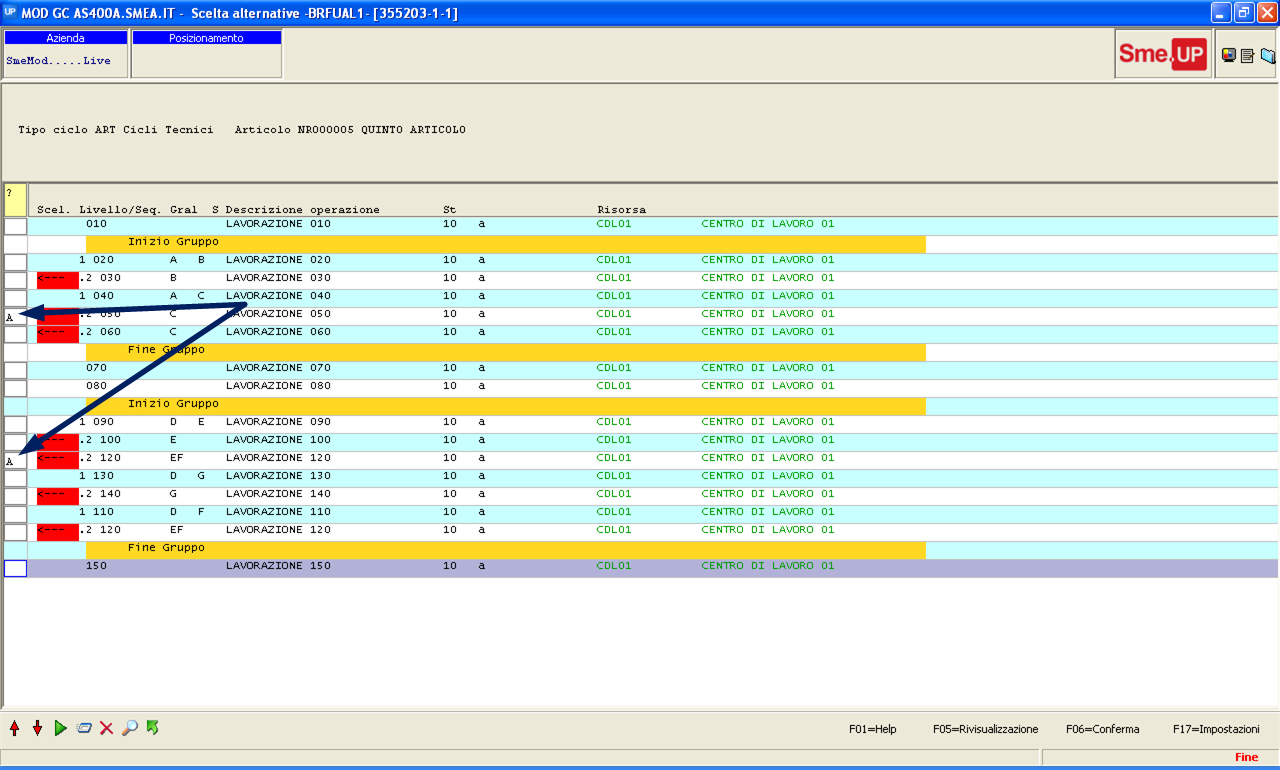 UP MOD GC AS400A.SMEA.IT - Scelta alternative -BRFUAL1- [355203-1-1]
Azienda Posizionamento
SmeMod.....Live
Sme.UP
Tipo ciclo ART Cicli Tecnici Articolo NR000005 QUINTO ARTICOLO
?
Scel. Livello/Seq. Gral S Descrizione operazione St Risorsa
010 LAVORAZIONE 010 10 a CDL01 CENTRO DI LAVORO 01
Inizio Gruppo
1 020 A B LAVORAZIONE 020 10 a CDL01 CENTRO DI LAVORO 01
<--- .2 030 B LAVORAZIONE 030 10 a CDL01 CENTRO DI LAVORO 01
1 040 A C LAVORAZIONE 040 10 a CDL01 CENTRO DI LAVORO 01
A .2 050 C LAVORAZIONE 050 10 a CDL01 CENTRO DI LAVORO 01
<--- .2 060 C LAVORAZIONE 060 10 a CDL01 CENTRO DI LAVORO 01
Fine Gruppo
070 LAVORAZIONE 070 10 a CDL01 CENTRO DI LAVORO 01
080 LAVORAZIONE 080 10 a CDL01 CENTRO DI LAVORO 01
Inizio Gruppo
1 090 D E LAVORAZIONE 090 10 a CDL01 CENTRO DI LAVORO 01
<--- .2 100 E LAVORAZIONE 100 10 a CDL01 CENTRO DI LAVORO 01
A <--- .2 120 EF LAVORAZIONE 120 10 a CDL01 CENTRO DI LAVORO 01
1 130 D G LAVORAZIONE 130 10 a CDL01 CENTRO DI LAVORO 01
<--- .2 140 G LAVORAZIONE 140 10 a CDL01 CENTRO DI LAVORO 01
1 110 D F LAVORAZIONE 110 10 a CDL01 CENTRO DI LAVORO 01
<--- .2 120 EF LAVORAZIONE 120 10 a CDL01 CENTRO DI LAVORO 01
Fine Gruppo
150 LAVORAZIONE 150 10 a CDL01 CENTRO DI LAVORO 01
F01=Help F05=Rivisualizzazione F06=Conferma F17=Impostazioni
Fine